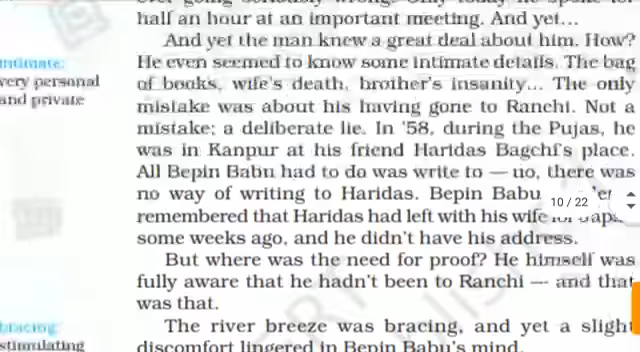 half an hour at an important meeting. And yet...
And yet the man knew a great deal about him. How?
intimate:
He even seemed to know some intimate details. The bag
very personal
of books, wife's death, brother's insanity... The only
and private
mistake was about his having gone to Ranchi. Not a
mistake; a deliberate lie. In '58, during the Pujas, he
was in Kanpur at his friend Haridas Bagchi's place.
All Bepin Babu had to do was write to — no, there was
no way of writing to Haridas. Bepin Babu
10 / 22
remembered that Haridas had left with his wife
some weeks ago, and he didn't have his address.
But where was the need for proof? He himself was
fully aware that he hadn't been to Ranchi — and that
was that.
bracing:
The river breeze was bracing, and yet a slight
stimulating
discomfort lingered in Bepin Babu's mind.